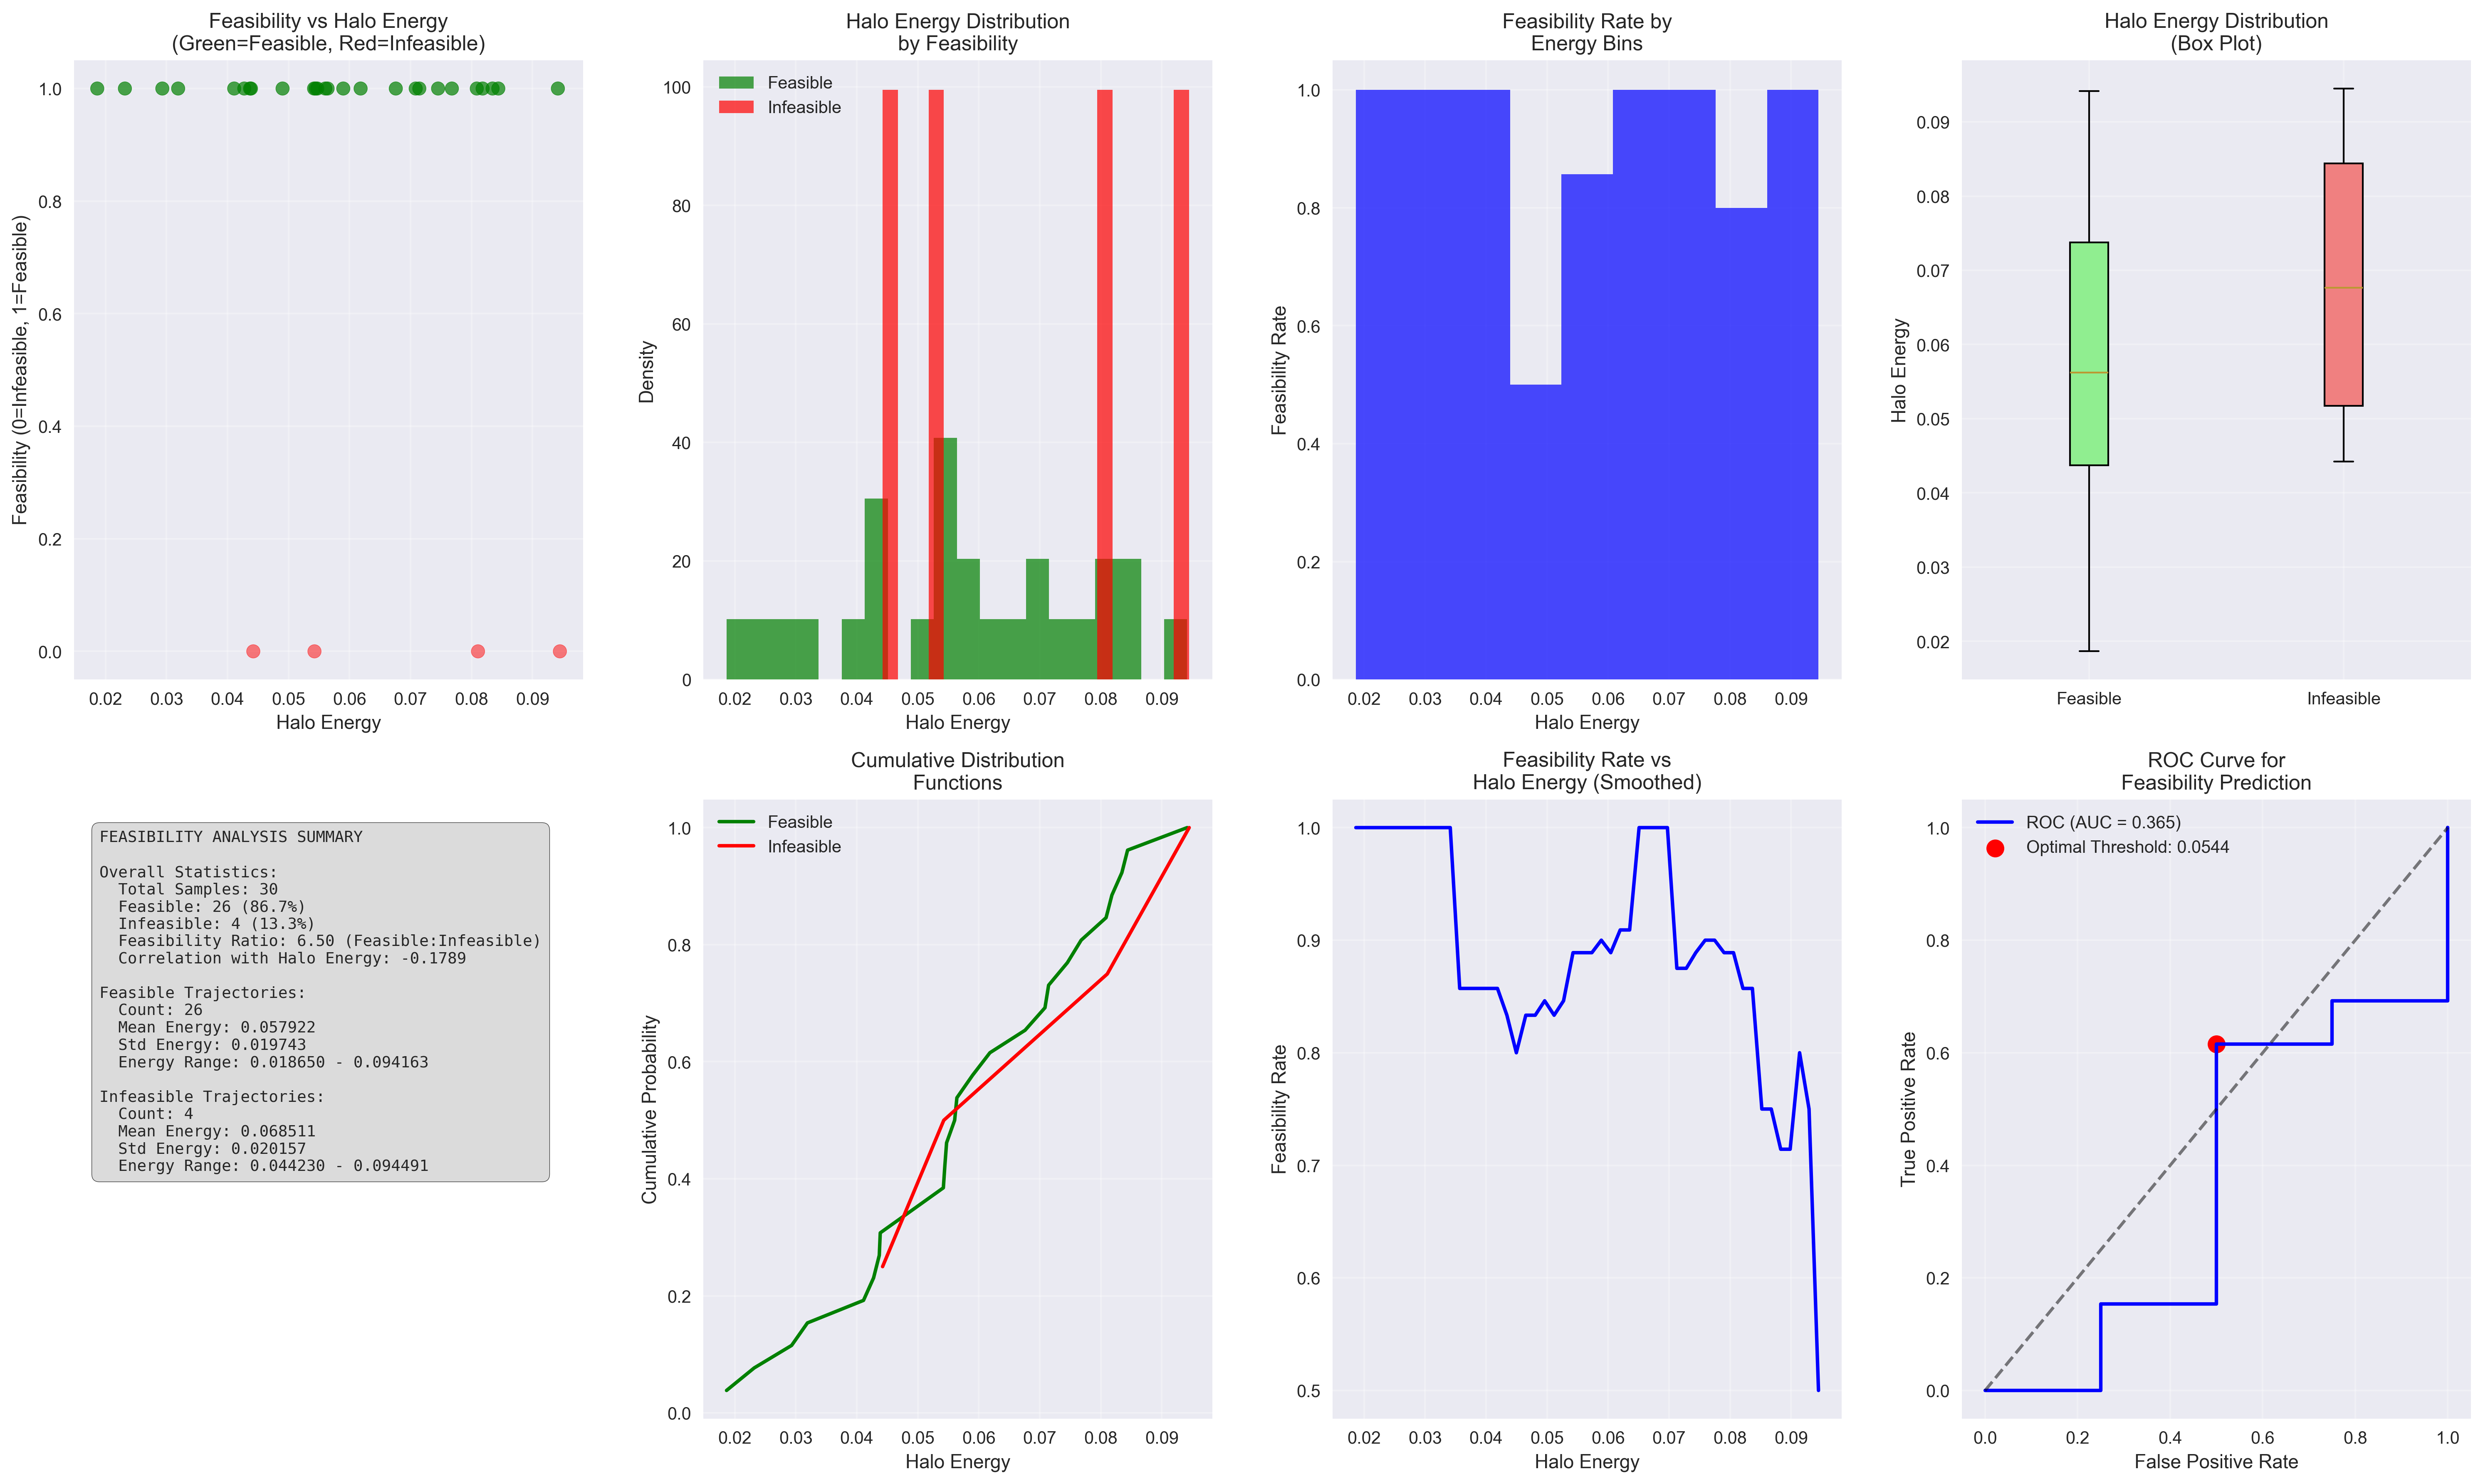 Feasibility vs Halo Energy
(Green=Feasible, Red=Infeasible)
Feasibility (0=Infeasible, 1=Feasible)
1.0
0.8
0.6
0.4
0.2
0.0
0.02 0.03 0.04 0.05 0.06 0.07 0.08 0.09
Halo Energy
Halo Energy Distribution
by Feasibility
Feasible
Infeasible
Density
100
80
60
40
20
0
0.02 0.03 0.04 0.05 0.06 0.07 0.08 0.09
Halo Energy
Feasibility Rate by
Energy Bins
Feasibility Rate
1.0
0.8
0.6
0.4
0.2
0.0
0.02 0.03 0.04 0.05 0.06 0.07 0.08 0.09
Halo Energy
Halo Energy Distribution
(Box Plot)
Halo Energy
0.09
0.08
0.07
0.06
0.05
0.04
0.03
0.02
Feasible Infeasible
FEASIBILITY ANALYSIS SUMMARY
Overall Statistics:
Total Samples: 30
Feasible: 26 (86.7%)
Infeasible: 4 (13.3%)
Feasibility Ratio: 6.50 (Feasible:Infeasible)
Correlation with Halo Energy: -0.1789
Feasible Trajectories:
Count: 26
Mean Energy: 0.057922
Std Energy: 0.019743
Energy Range: 0.018650 - 0.094163
Infeasible Trajectories:
Count: 4
Mean Energy: 0.068511
Std Energy: 0.020157
Energy Range: 0.044230 - 0.094491
Cumulative Distribution
Functions
Feasible
Infeasible
Cumulative Probability
1.0
0.8
0.6
0.4
0.2
0.0
0.02 0.03 0.04 0.05 0.06 0.07 0.08 0.09
Halo Energy
Feasibility Rate vs
Halo Energy (Smoothed)
Feasibility Rate
1.0
0.9
0.8
0.7
0.6
0.5
0.02 0.03 0.04 0.05 0.06 0.07 0.08 0.09
Halo Energy
ROC Curve for
Feasibility Prediction
ROC (AUC = 0.365)
Optimal Threshold: 0.0544
True Positive Rate
1.0
0.8
0.6
0.4
0.2
0.0
0.0 0.2 0.4 0.6 0.8 1.0
False Positive Rate